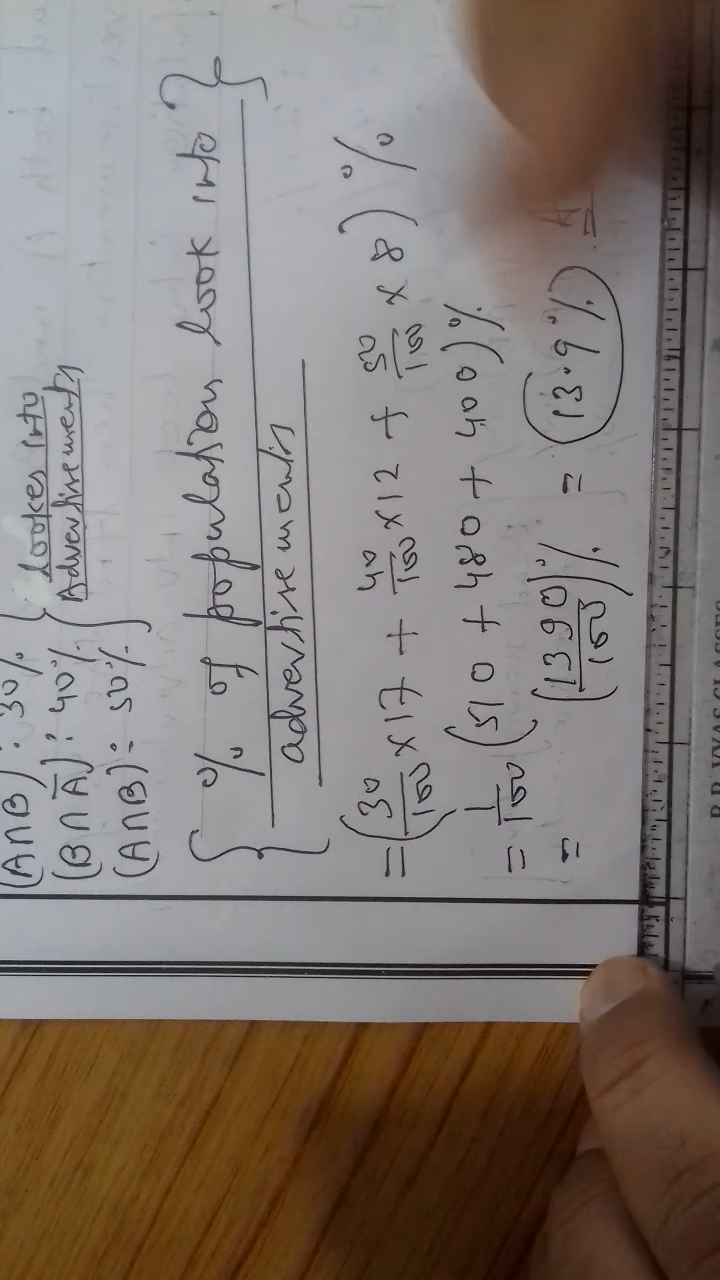 (A∩B) : 30%
(B∩Ā) : 40%
(A∩B) : 50%
} lookes into
Advertisements
{ % of population look into }
advertisements
= (30/100 x 17 + 40/100 x 12 + 50/100 x 8) %
= 1/100 (510 + 480 + 400) %
= (1390/100) % = 13.9 %